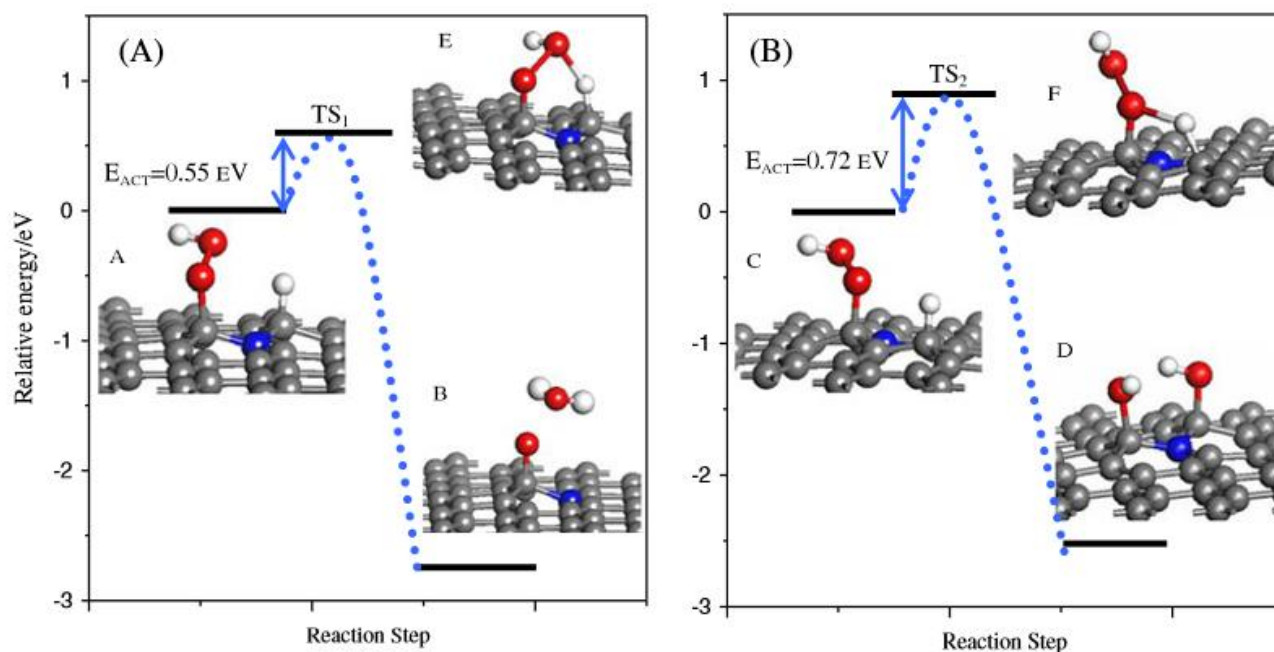 (A)
E
TS1
EACT=0.55 EV
A
B
1
0
-1
-2
-3
Relative energy/eV
Reaction Step
(B)
TS2
F
EACT=0.72 EV
C
D
1
0
-1
-2
-3
Reaction Step